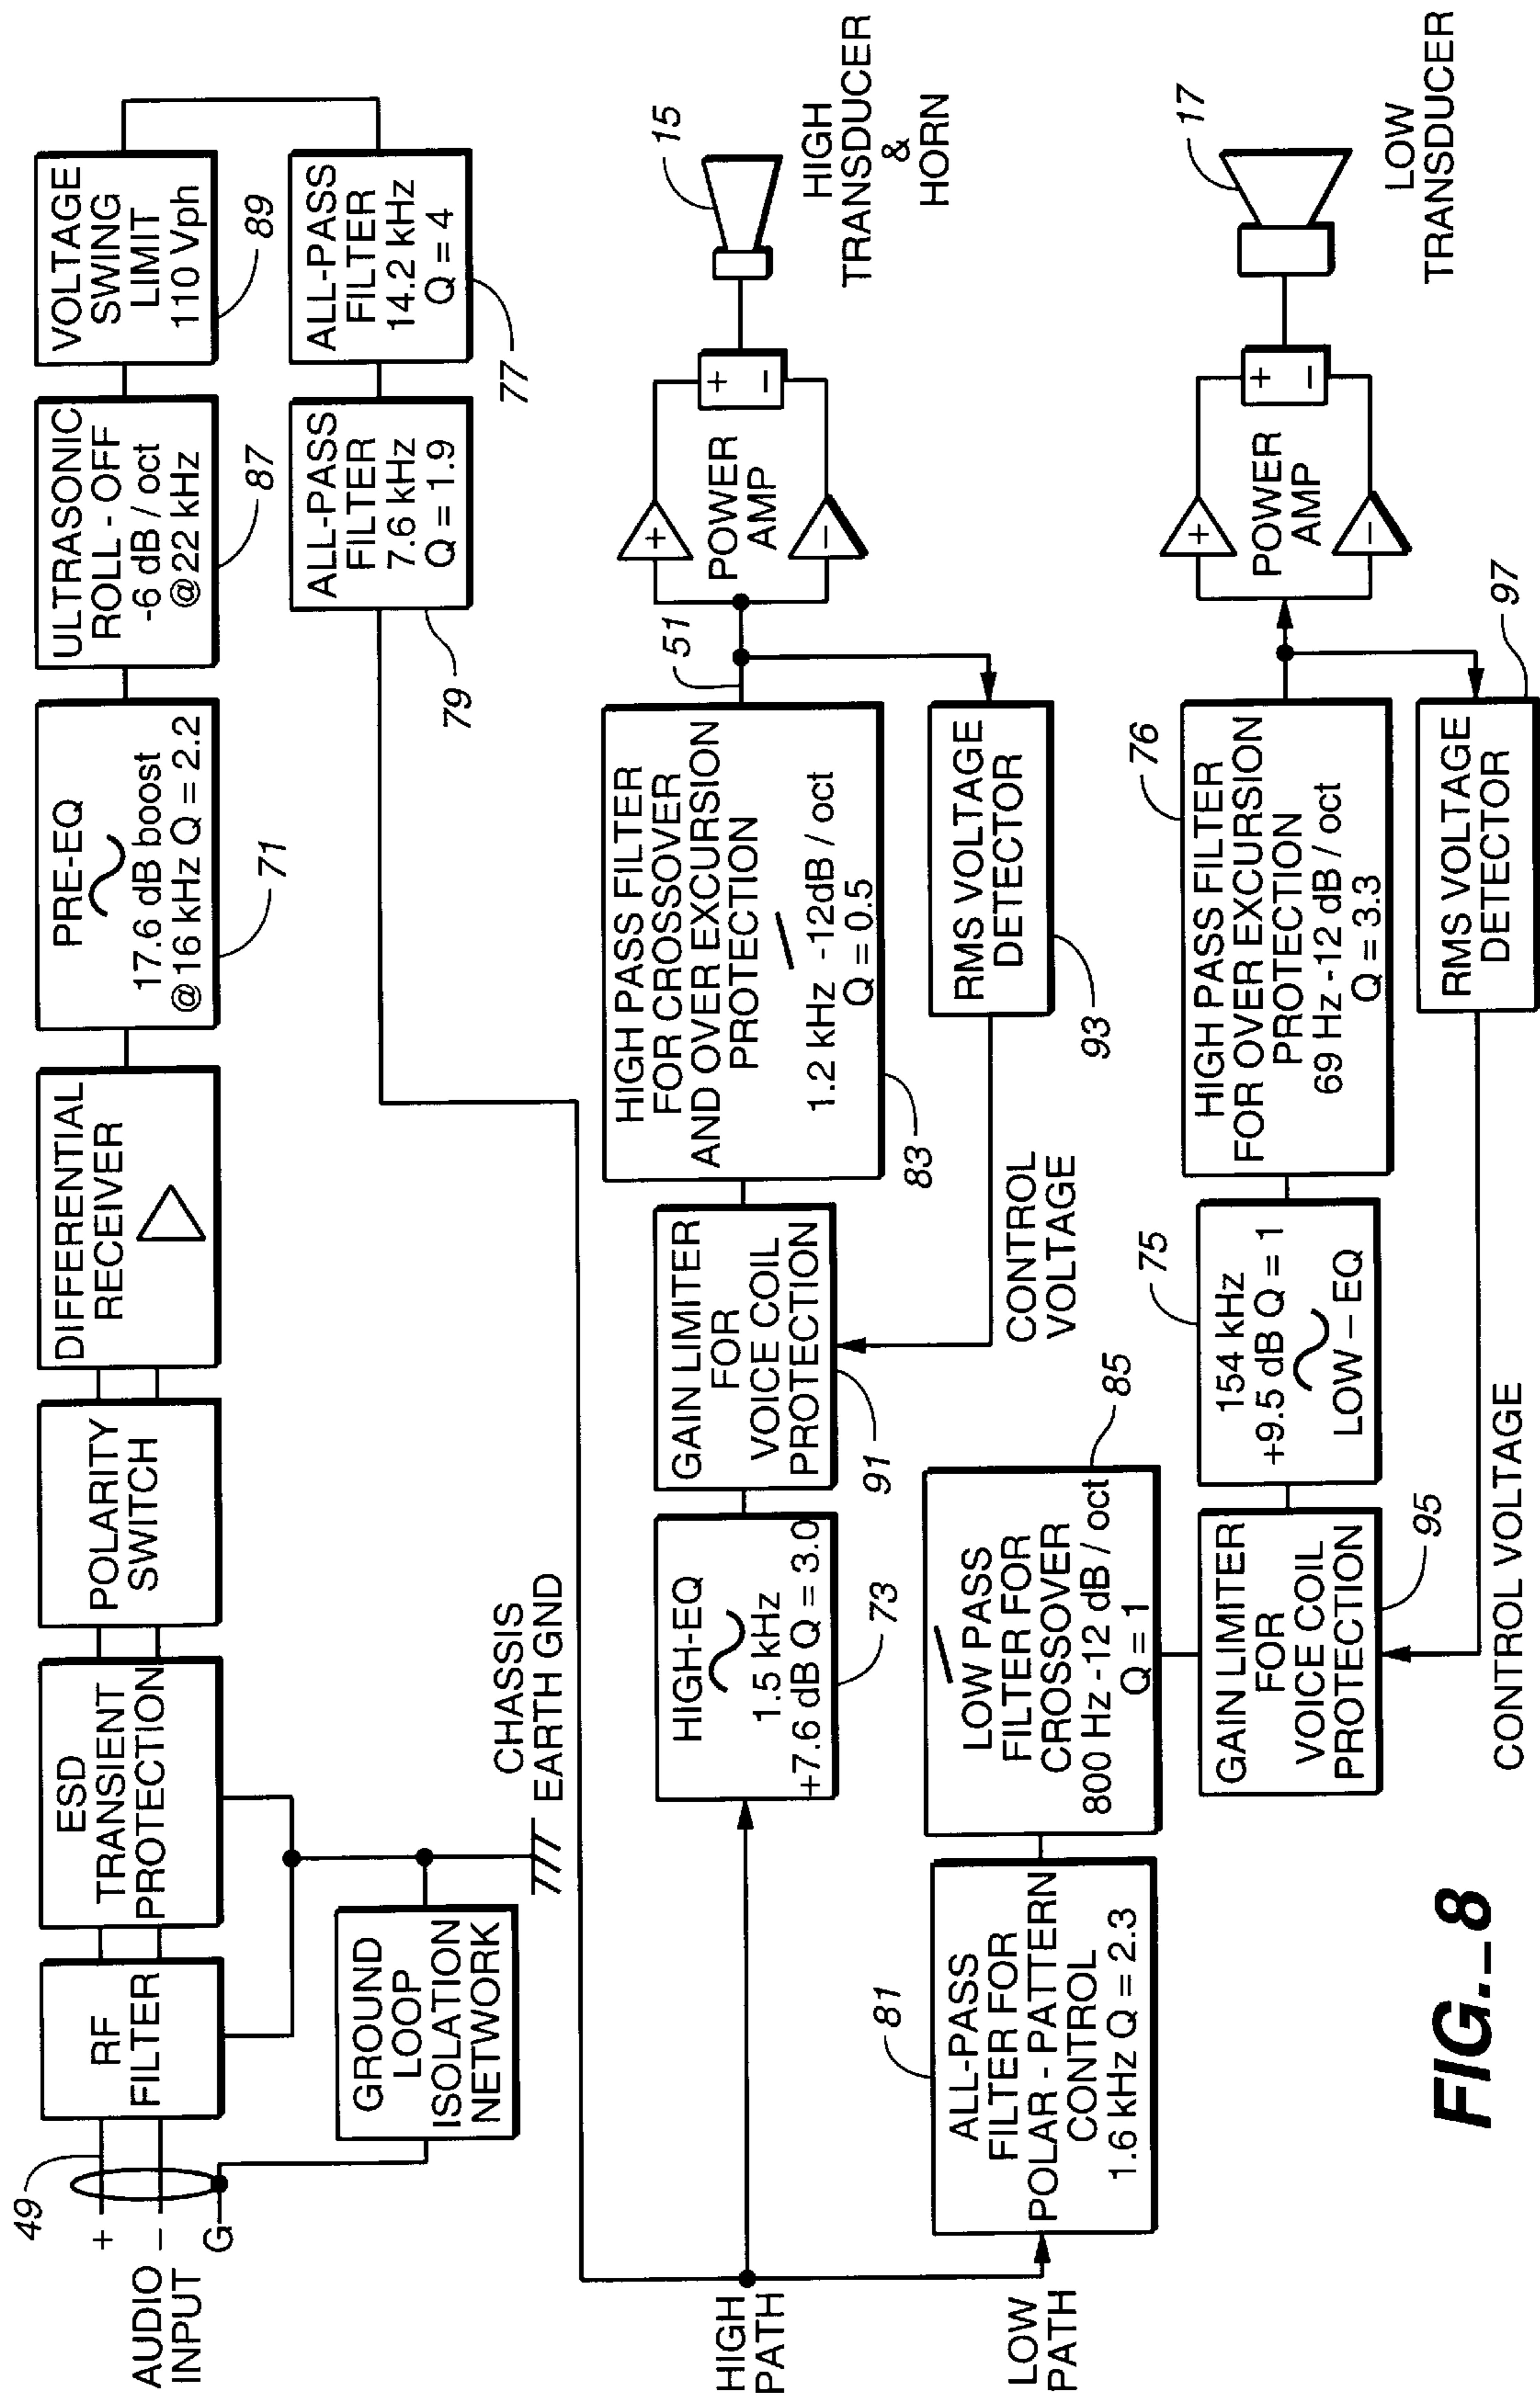 49
+
AUDIO –
INPUT
G
RF
FILTER
ESD
TRANSIENT
PROTECTION
POLARITY
SWITCH
DIFFERENTIAL
RECEIVER
PRE-EQ
17.6 dB boost
@16 kHz Q = 2.2
71
ULTRASONIC
ROLL - OFF
-6 dB / oct
@22 kHz
87
VOLTAGE
SWING
LIMIT
110 Vph
89
GROUND
LOOP
ISOLATION
NETWORK
CHASSIS
EARTH GND
ALL-PASS
FILTER
7.6 kHz
Q = 1.9
79
ALL-PASS
FILTER
14.2 kHz
Q = 4
77
HIGH
PATH
HIGH-EQ
1.5 kHz
+7.6 dB Q = 3.0
73
GAIN LIMITER
FOR
VOICE COIL
PROTECTION
91
HIGH PASS FILTER
FOR CROSSOVER
AND OVER EXCURSION
PROTECTION
1.2 kHz -12dB / oct
Q = 0.5
83
51
+
POWER
AMP
–
+
–
15
HIGH
TRANSDUCER
&
HORN
CONTROL
VOLTAGE
RMS VOLTAGE
DETECTOR
93
LOW
PATH
81
ALL-PASS
FILTER FOR
POLAR - PATTERN
CONTROL
1.6 kHz Q = 2.3
LOW PASS
FILTER FOR
CROSSOVER
800 Hz -12 dB / oct
Q = 1
85
GAIN LIMITER
FOR
VOICE COIL
PROTECTION
95
75
154 kHz
+9.5 dB Q = 1
LOW – EQ
76
HIGH PASS FILTER
FOR OVER EXCURSION
PROTECTION
69 Hz -12 dB / oct
Q = 3.3
+
POWER
AMP
–
+
–
17
LOW
TRANSDUCER
RMS VOLTAGE
DETECTOR
97
CONTROL VOLTAGE
FIG._8